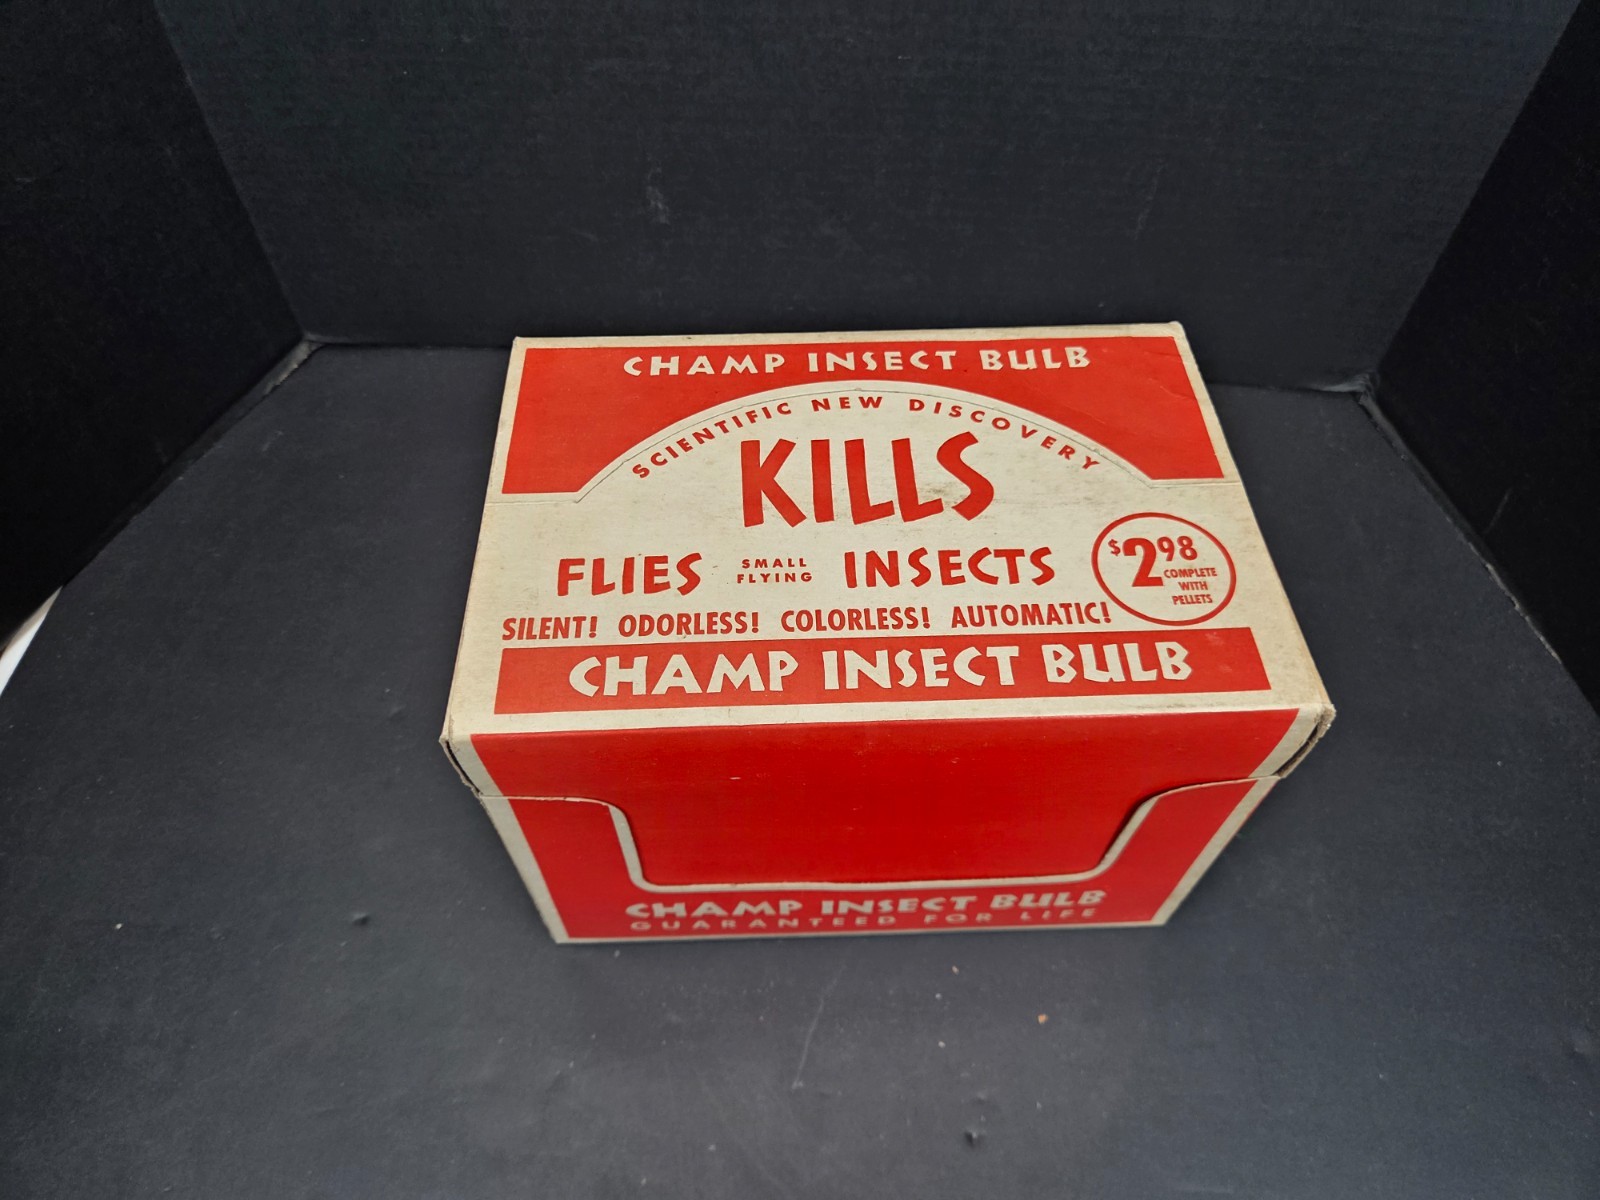 CHAMP INSECT BULB
SCIENTIFIC NEW DISCOVERY
KILLS
FLIES SMALL FLYING INSECTS
$2.98 COMPLETE WITH PELLETS
SILENT! ODORLESS! COLORLESS! AUTOMATIC!
CHAMP INSECT BULB
CHAMP INSECT BULB
GUARANTEED FOR LIFE